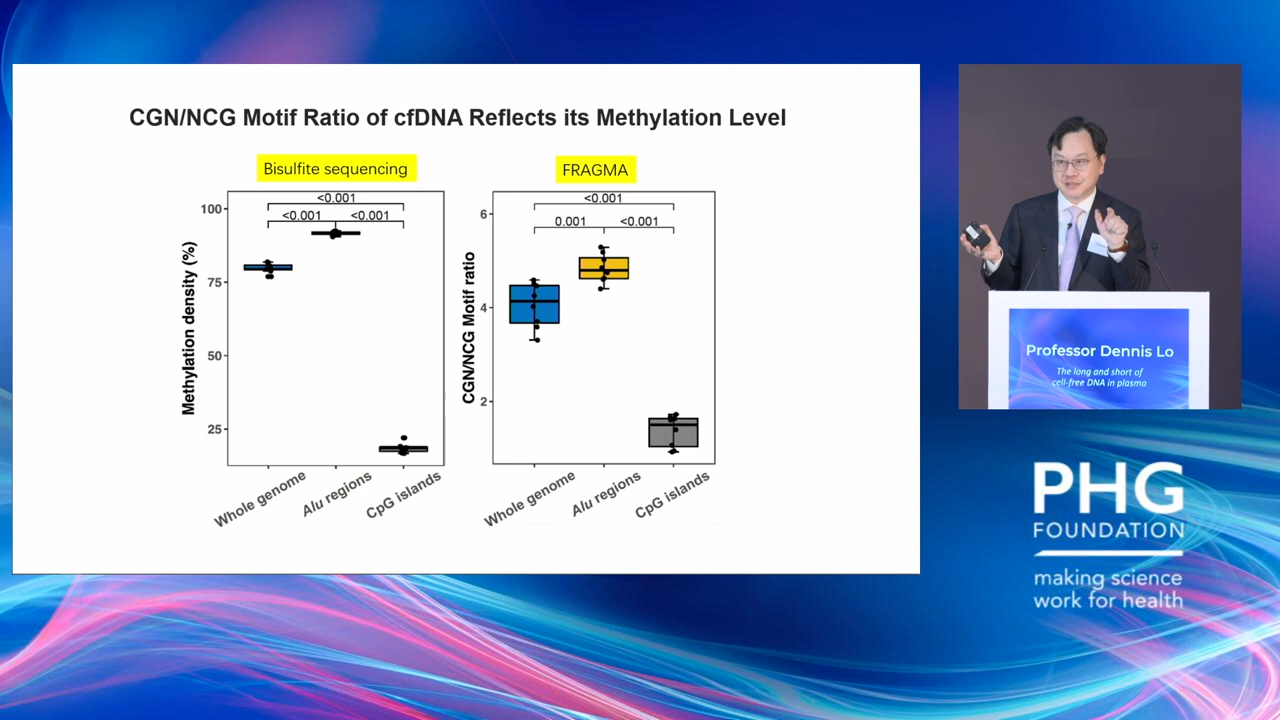 CGN/NCG Motif Ratio of cfDNA Reflects its Methylation Level
Bisulfite sequencing
<0.001
<0.001
<0.001
100
75
50
25
Methylation density (%)
Whole genome
Alu regions
CpG islands
FRAGMA
<0.001
0.001
<0.001
6
4
2
CGN/NCG Motif ratio
Whole genome
Alu regions
CpG islands
Professor Dennis Lo
The long and short of
cell-free DNA in plasma
PHG
FOUNDATION
making science
work for health